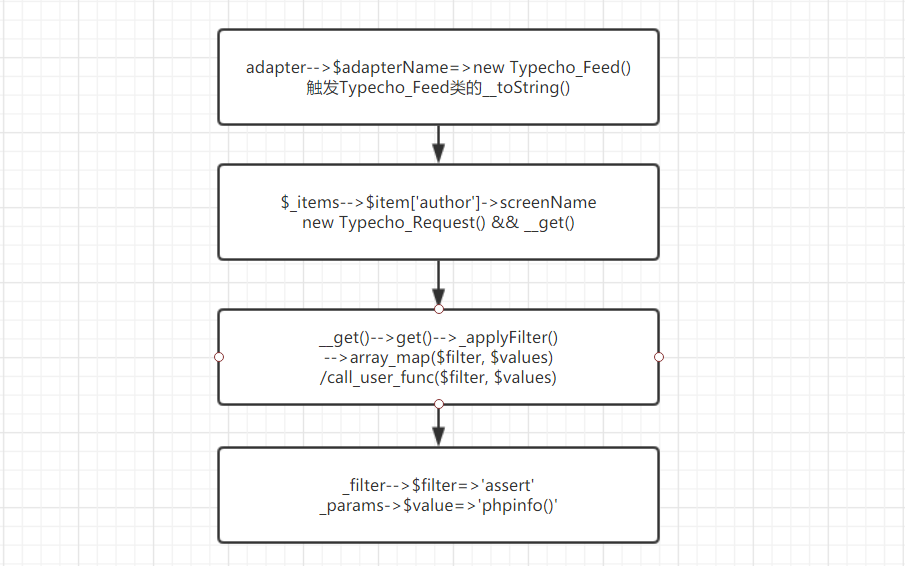 adapter-->$adapterName=>new Typecho_Feed()
触发Typecho_Feed类的__toString()
$_items-->$item['author']->screenName
new Typecho_Request() && __get()
__get()-->get()-->_applyFilter()
-->array_map($filter, $values)
/call_user_func($filter, $values)
_filter-->$filter=>'assert'
_params->$value=>'phpinfo()'